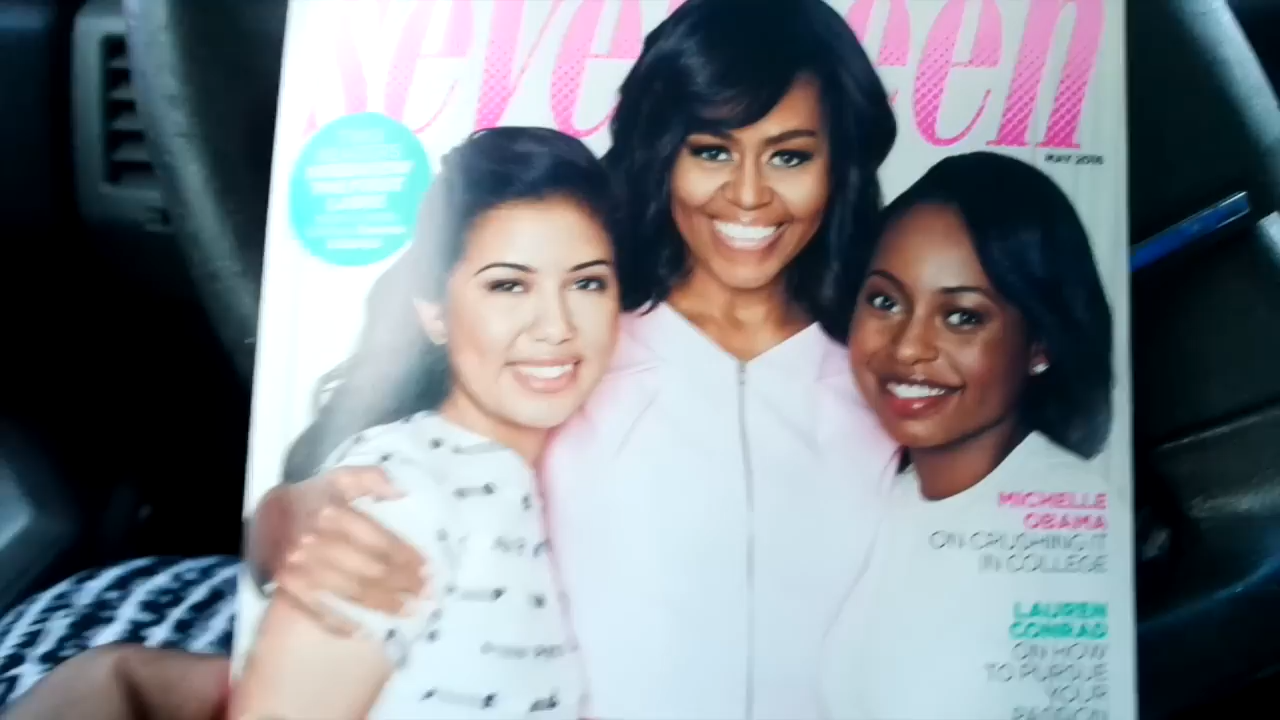 seventeen
MAY 2016
MICHELLE
OBAMA
ON CRUSHING IT
IN COLLEGE
LAUREN
CONRAD
ON HOW
TO PURSUE
YOUR
PASSION